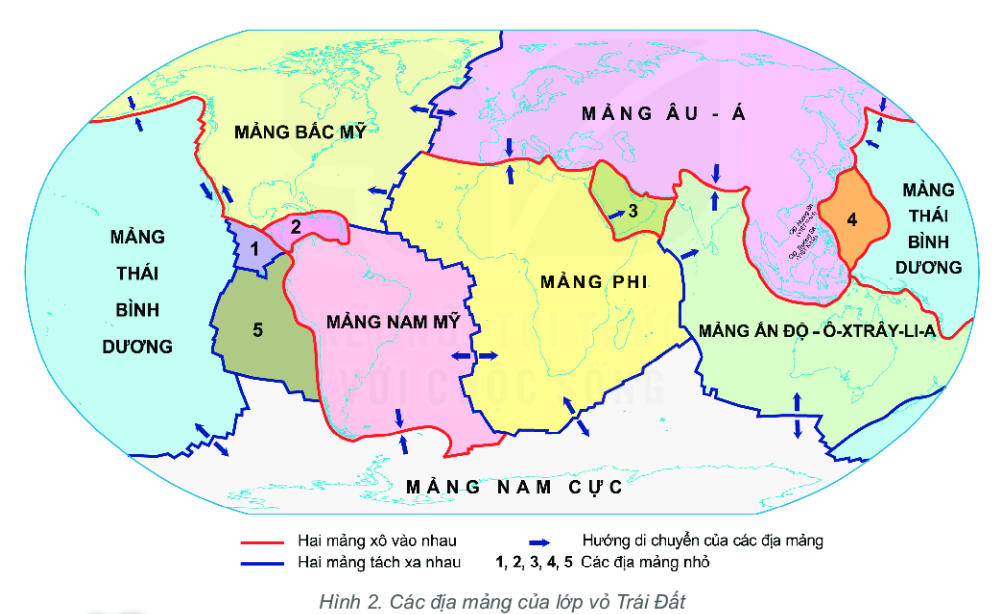 MẢNG BẮC MỸ
MẢNG ÂU - Á
MẢNG
THÁI
BÌNH
DƯƠNG
1
2
3
4
5
MẢNG
THÁI
BÌNH
DƯƠNG
MẢNG NAM MỸ
MẢNG PHI
MẢNG ẤN ĐỘ - Ô-XTRÂY-LI-A
MẢNG NAM CỰC
VỚI CUỘC SỐNG
Hai mảng xô vào nhau
Hướng di chuyển của các địa mảng
Hai mảng tách xa nhau
1, 2, 3, 4, 5 Các địa mảng nhỏ
Hình 2. Các địa mảng của lớp vỏ Trái Đất